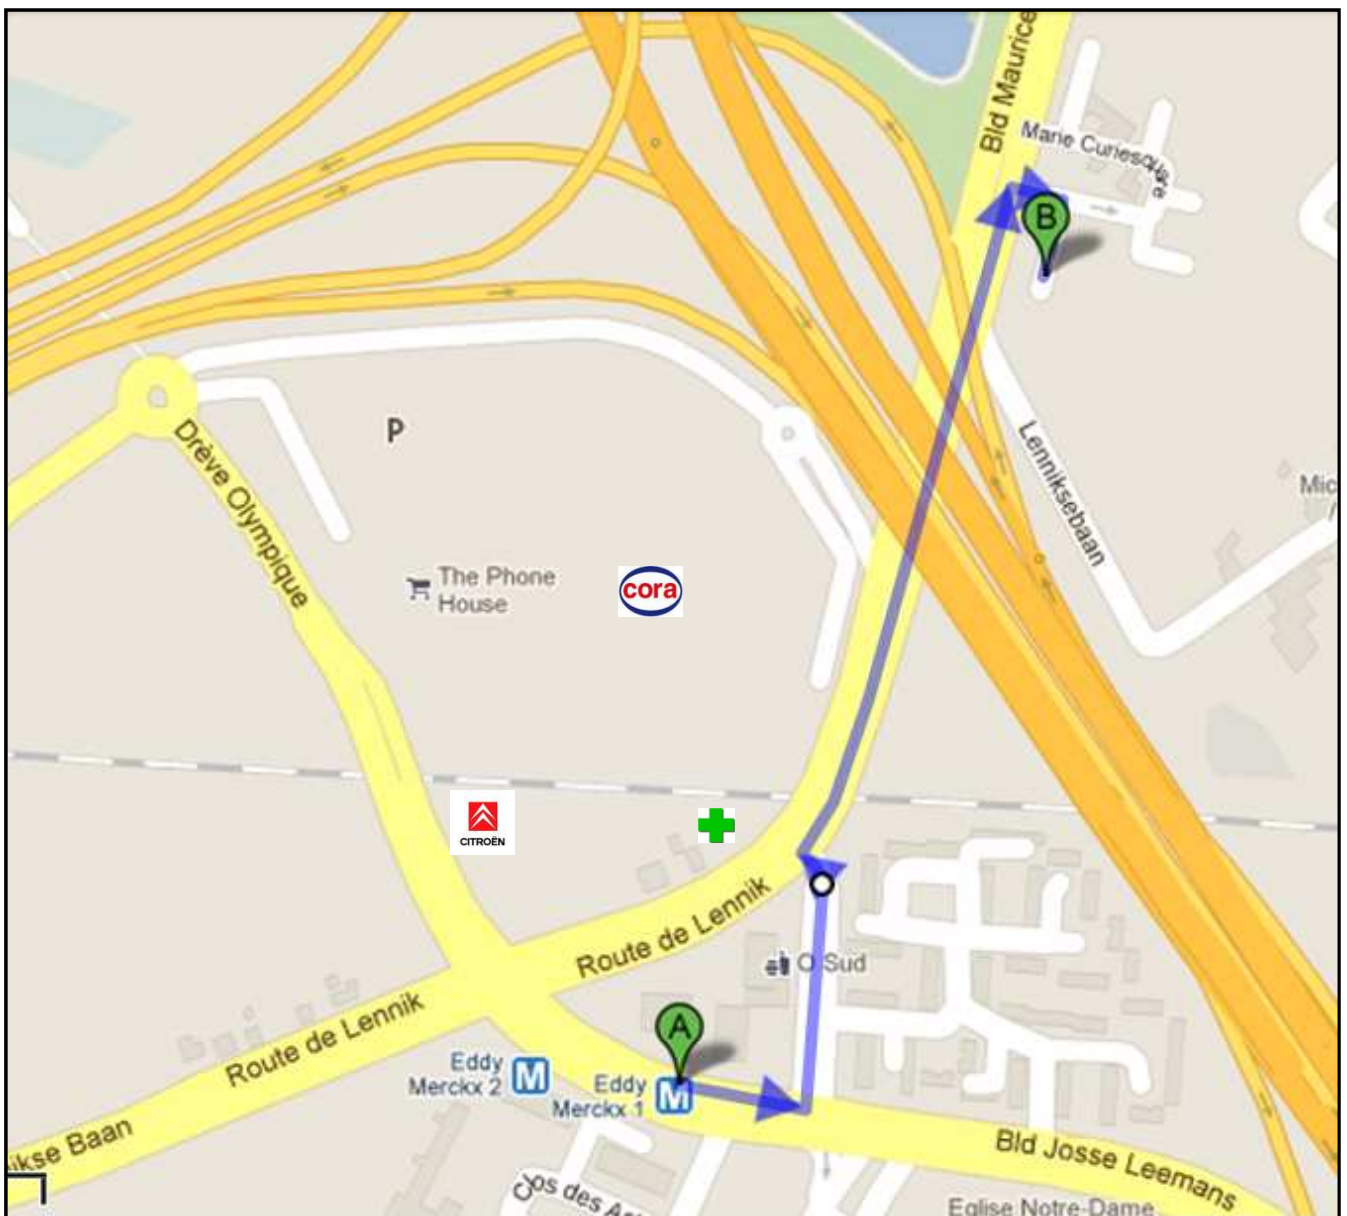 Bld Maurice
Marie Curiesquare
B
P
Drève Olympique
Lenniksebaan
Mic
The Phone
House
cora
CITROËN
Route de Lennik
O Sud
A
Route de Lennik
Eddy
Merckx 2
M
Eddy
Merckx 1
M
ikse Baan
Bld Josse Leemans
Clos des
Eglise Notre-Dame